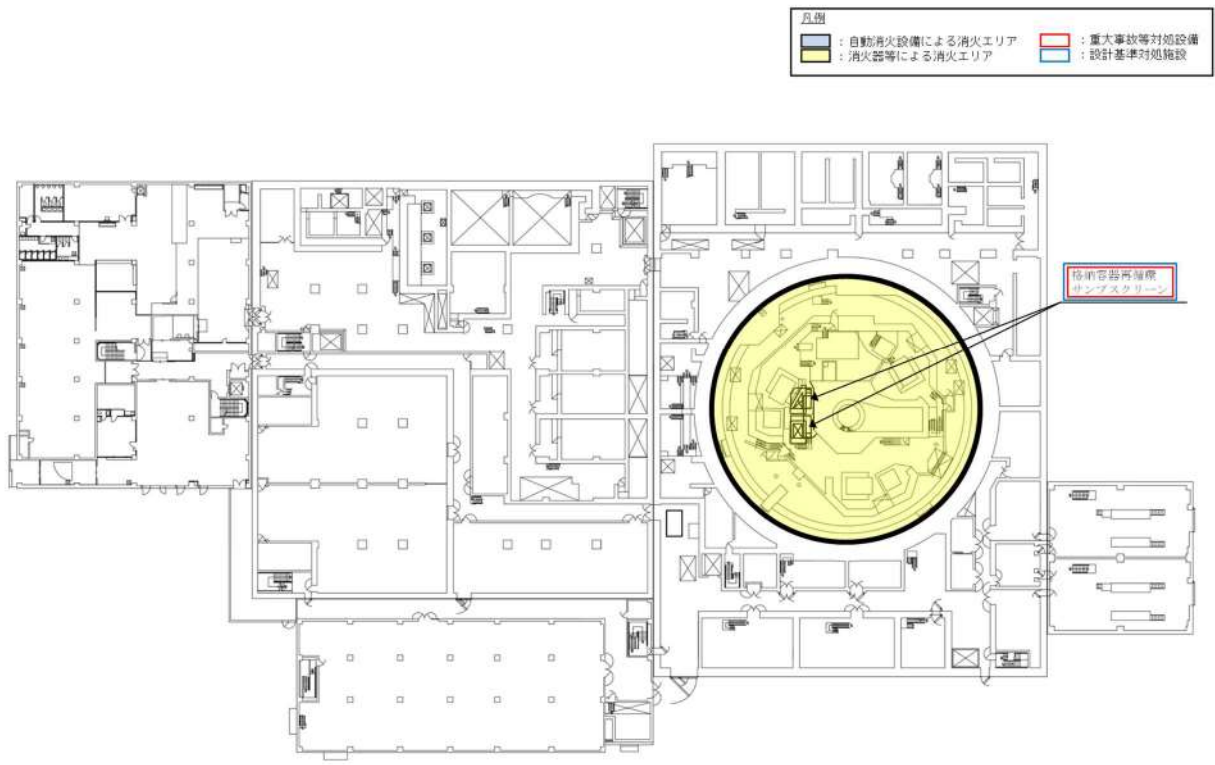 凡例
：自動消火設備による消火エリア
：重大事故等対処設備
：消火器等による消火エリア
：設計基準対処施設
格納容器再循環
サンプスクリーン